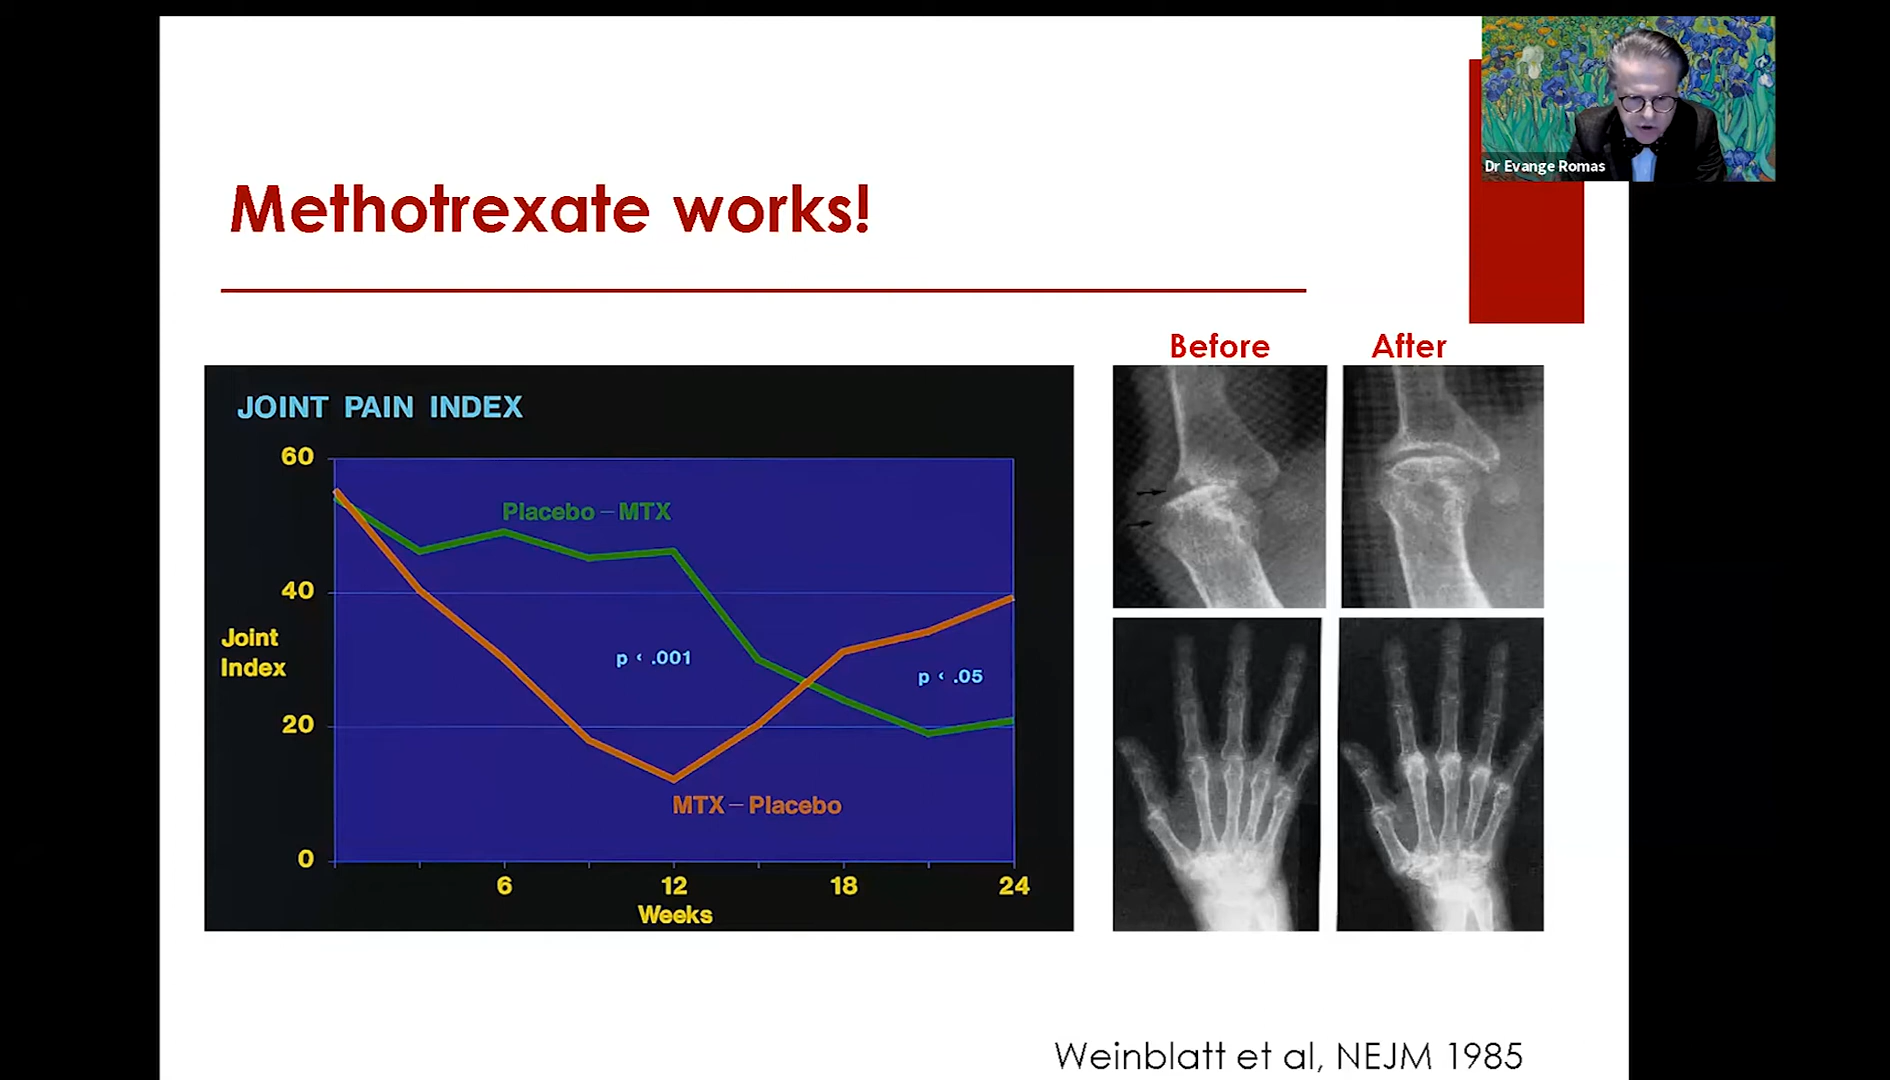 Dr Evange Romas
Methotrexate works!
Before
After
JOINT PAIN INDEX
60
Placebo – MTX
40
Joint
Index
p < .001
p < .05
20
MTX – Placebo
0
6
12
18
24
Weeks
Weinblatt et al, NEJM 1985